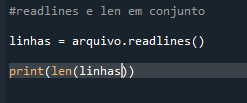 #readlines e len em conjunto
linhas = arquivo.readlines()
print(len(linhas))